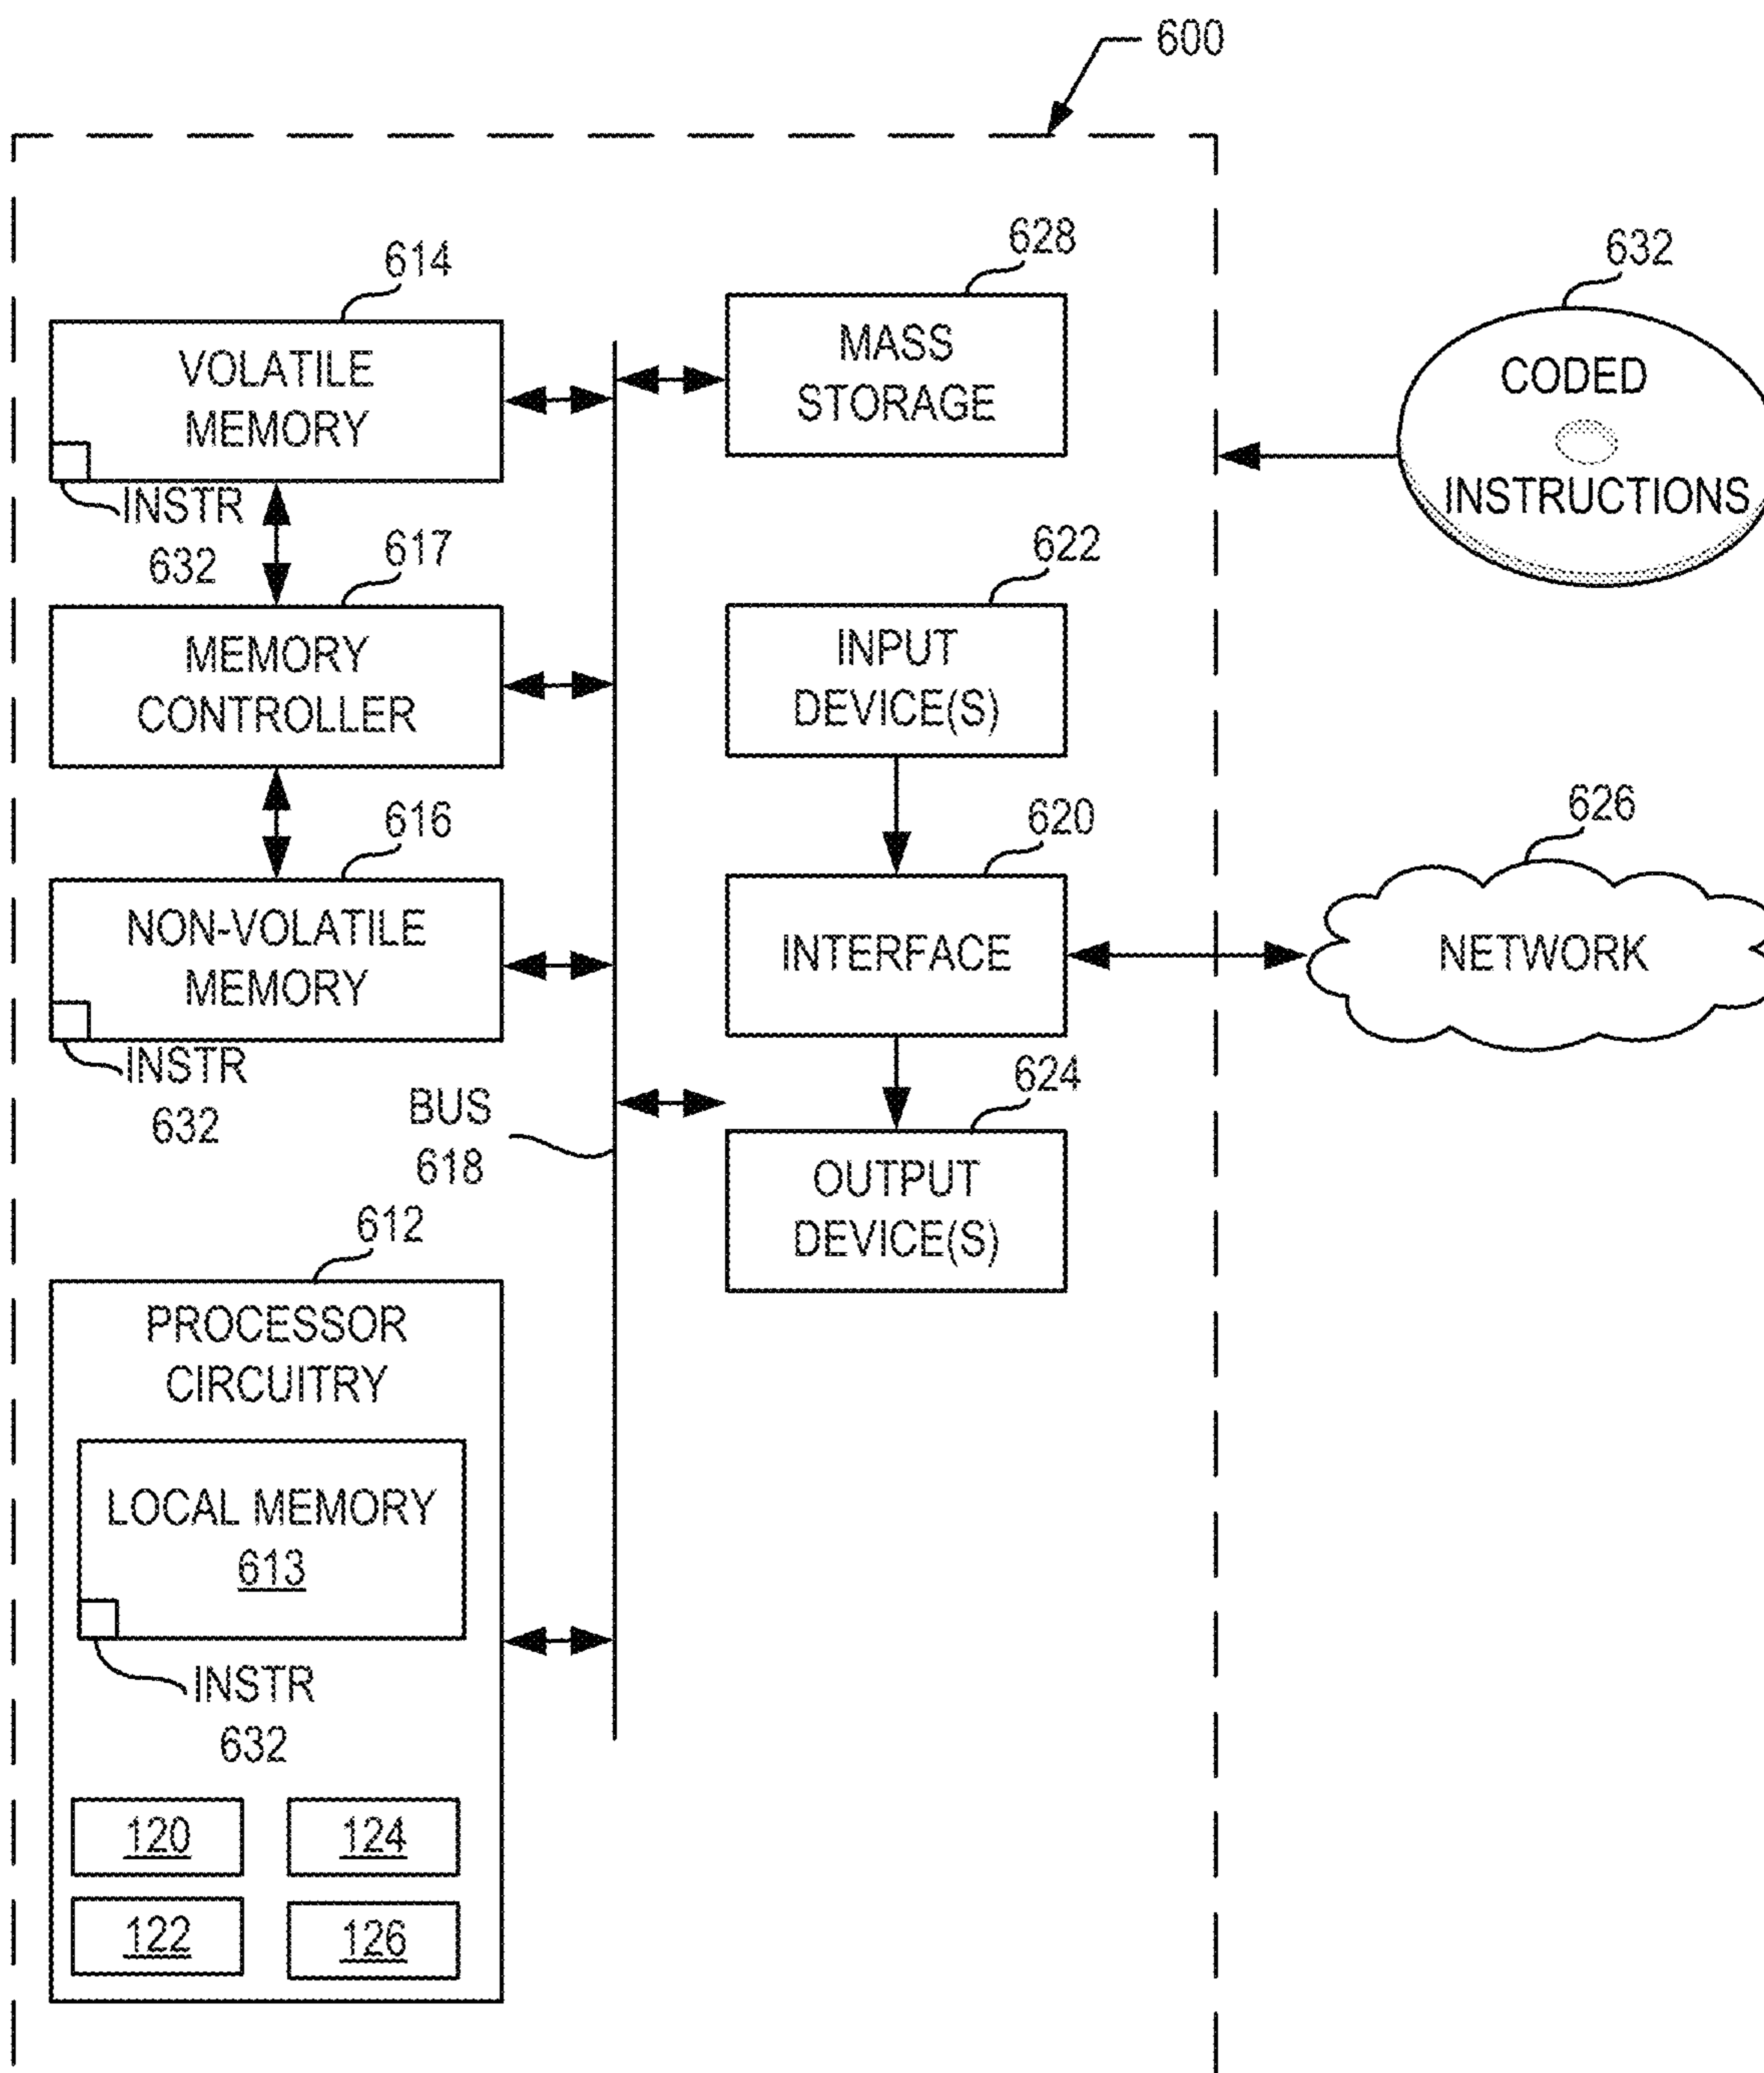 600
614
VOLATILE
MEMORY
INSTR
632
617
MEMORY
CONTROLLER
616
NON-VOLATILE
MEMORY
INSTR
632
BUS
618
612
PROCESSOR
CIRCUITRY
LOCAL MEMORY
613
INSTR
632
120
124
122
126
628
MASS
STORAGE
622
INPUT
DEVICE(S)
620
INTERFACE
624
OUTPUT
DEVICE(S)
632
CODED
INSTRUCTIONS
626
NETWORK